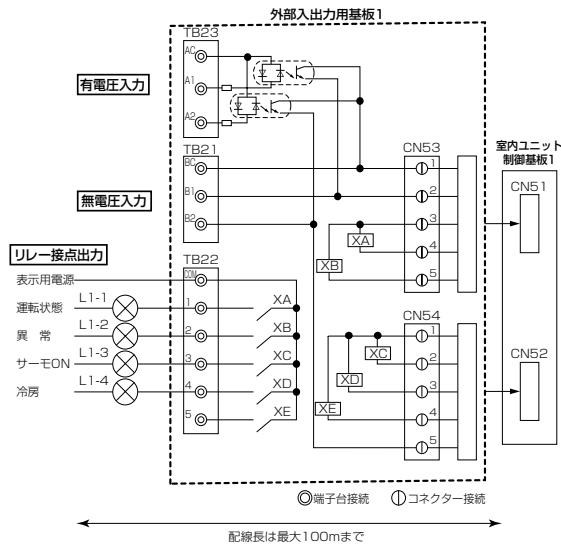 外部入出力用基板1
TB23
AC
A1
A2
有電圧入力
TB21
BC
B1
B2
無電圧入力
CN53
1
2
3
4
5
XA
XB
室内ユニット
制御基板1
CN51
CN52
リレー接点出力
TB22
表示用電源
COM
運転状態
L1-1
1
XA
異 常
L1-2
2
XB
サーモON
L1-3
3
XC
冷房
L1-4
4
XD
5
XE
CN54
1
2
3
4
5
XC
XD
XE
端子台接続
コネクター接続
配線長は最大100mまで